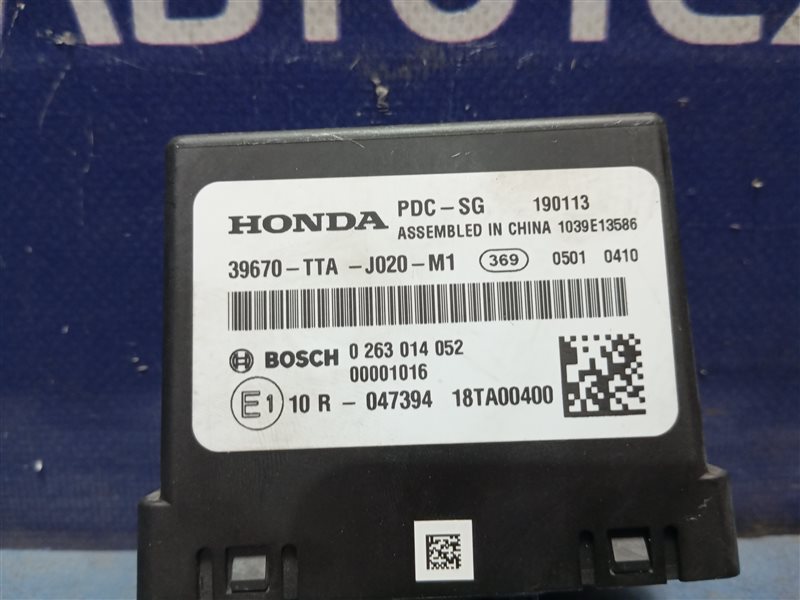 АВТОТЕХ
HONDA PDC-SG 190113
ASSEMBLED IN CHINA 1039E13586
39670-TTA-J020-M1 369 0501 0410
BOSCH 0 263 014 052
00001016
E1 10 R - 047394 18TA00400